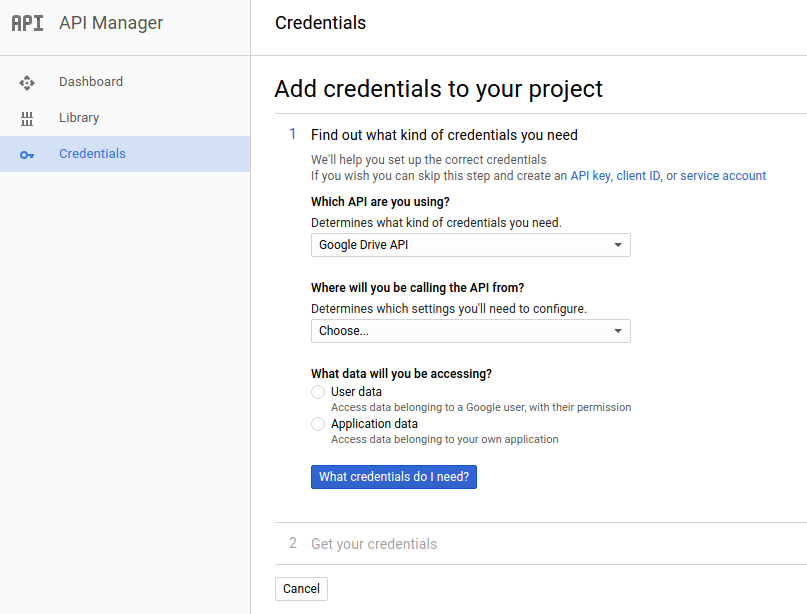 API API Manager
Credentials
Dashboard
Library
Credentials
Add credentials to your project
1 Find out what kind of credentials you need
We'll help you set up the correct credentials
If you wish you can skip this step and create an API key, client ID, or service account
Which API are you using?
Determines what kind of credentials you need.
Google Drive API
Where will you be calling the API from?
Determines which settings you'll need to configure.
Choose...
What data will you be accessing?
User data
Access data belonging to a Google user, with their permission
Application data
Access data belonging to your own application
What credentials do I need?
2 Get your credentials
Cancel